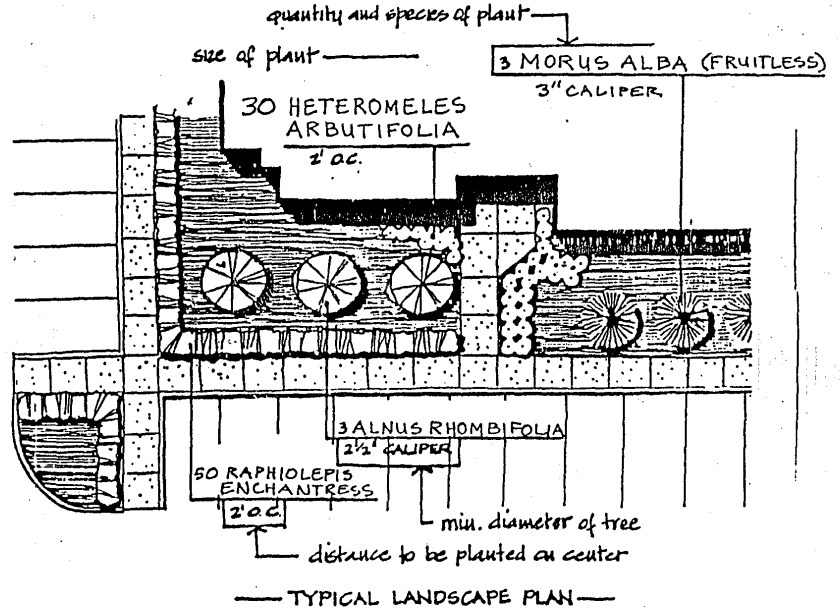 quantity and species of plant
size of plant
3 MORUS ALBA (FRUITLESS)
3" CALIPER
30 HETEROMELES
ARBUTIFOLIA
2' O.C.
3 ALNUS RHOMBIFOLIA
2½" CALIPER
50 RAPHIOLEPIS
ENCHANTRESS
2' O.C.
min. diameter of tree
distance to be planted on center
TYPICAL LANDSCAPE PLAN